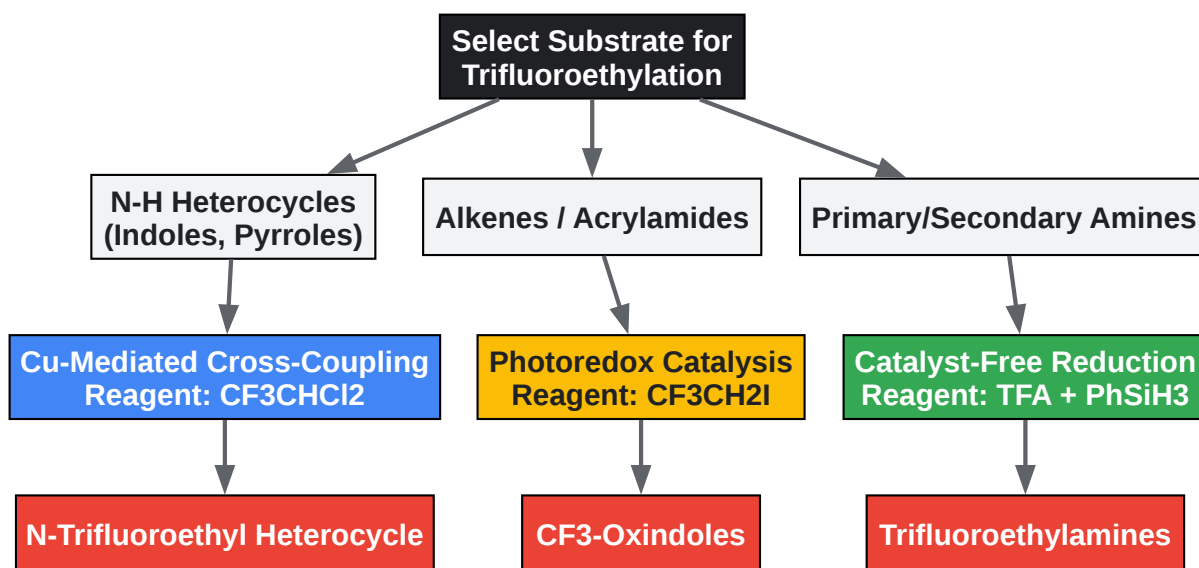 Select Substrate for
Trifluoroethylation
N-H Heterocycles
(Indoles, Pyrroles)
Alkenes / Acrylamides
Primary/Secondary Amines
Cu-Mediated Cross-Coupling
Reagent: CF3CHCl2
Photoredox Catalysis
Reagent: CF3CH2I
Catalyst-Free Reduction
Reagent: TFA + PhSiH3
N-Trifluoroethyl Heterocycle
CF3-Oxindoles
Trifluoroethylamines